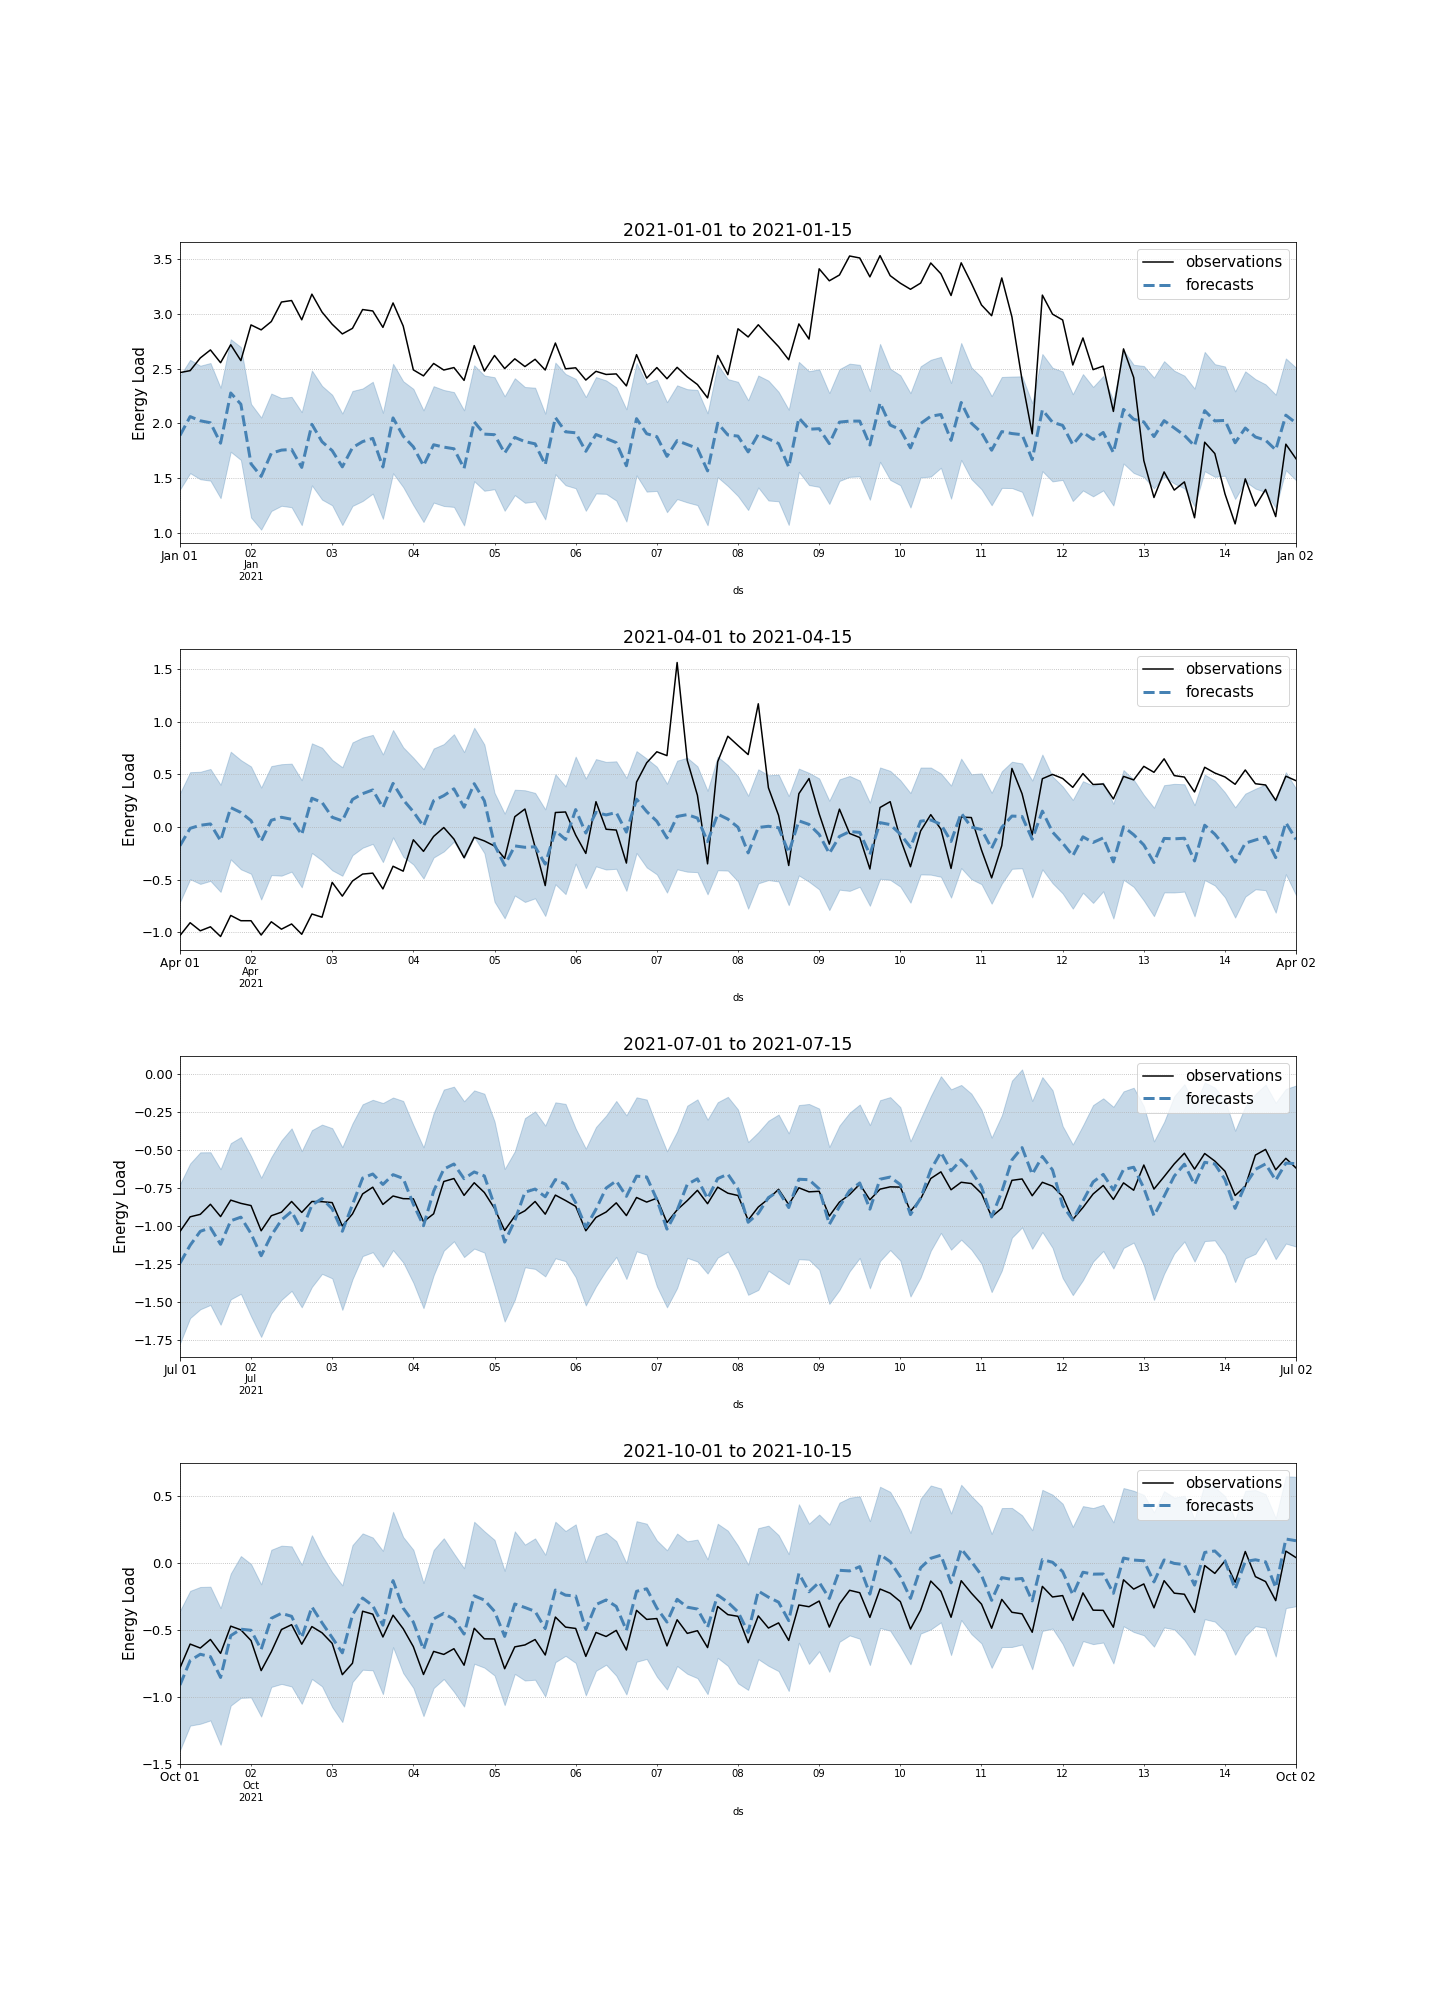 2021-01-01 to 2021-01-15
observations
forecasts
Energy Load
3.5
3.0
2.5
2.0
1.5
1.0
Jan 01 02 03 04 05 06 07 08 09 10 11 12 13 14 Jan 02
Jan
2021
ds
2021-04-01 to 2021-04-15
observations
forecasts
Energy Load
1.5
1.0
0.5
0.0
−0.5
−1.0
Apr 01 02 03 04 05 06 07 08 09 10 11 12 13 14 Apr 02
Apr
2021
ds
2021-07-01 to 2021-07-15
observations
forecasts
Energy Load
0.00
−0.25
−0.50
−0.75
−1.00
−1.25
−1.50
−1.75
Jul 01 02 03 04 05 06 07 08 09 10 11 12 13 14 Jul 02
Jul
2021
ds
2021-10-01 to 2021-10-15
observations
forecasts
Energy Load
0.5
0.0
−0.5
−1.0
−1.5
Oct 01 02 03 04 05 06 07 08 09 10 11 12 13 14 Oct 02
Oct
2021
ds